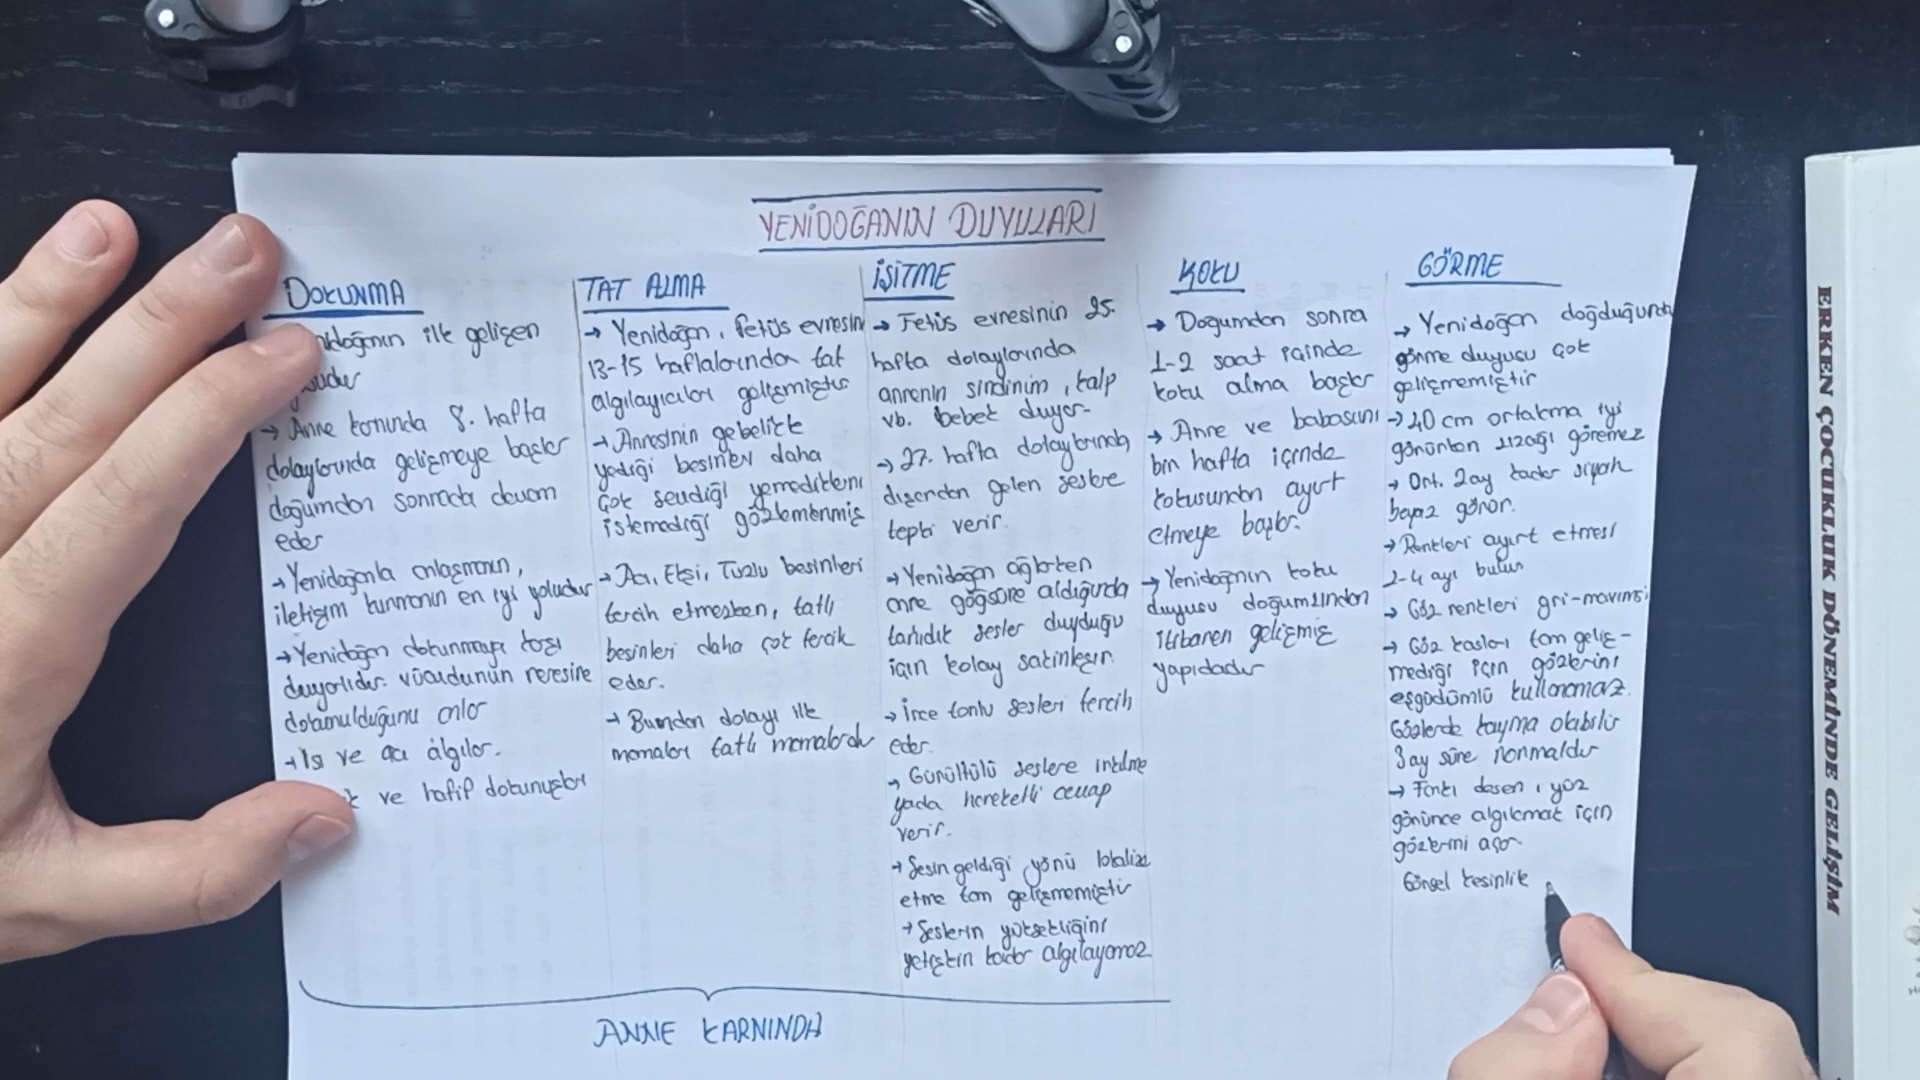 YENİDOĞANIN DUYULARI
DOKUNMA
ilk gelişen
→ Anne karnında 8. hafta
dolaylarında gelişmeye başlar
doğumdan sonrada devam
eder
→ Yenidoğanla anlaşmanın,
iletişim kurmanın en iyi yoludur
→ Yenidoğan dokunmaya karşı
duyarlıdır. vücudunun neresine
dokunulduğunu anlar
→ Isı ve acı algılar.
ve hafif dokunuşları
TAT ALMA
→ Yenidoğan, fetüs evresin
13-15 haftalarında tat
algılayıcıları gelişmiştir
→ Annesinin gebelikte
yediği besinleri daha
çok sevdiği yemediklerini
istemediği gözlemlenmiş
→ Acı, Ekşi, Tuzlu besinleri
tercih etmezken, tatlı
besinleri daha çok tercih
eder.
→ Bundan dolayı ilk
mamaları tatlı mamalardır
İŞİTME
→ Fetüs evresinin 25.
hafta dolaylarında
annenin sindirim, kalp
vb. bebek duyar.
→ 27. hafta dolaylarında
dışarıdan gelen seslere
tepki verir.
→ Yenidoğan ağlarken
anne göğsüne aldığında
tanıdık sesler duyduğu
için kolay sakinleşir.
→ İnce tonlu sesleri tercih
eder.
→ Gürültülü seslere irkilme
yada hareketli cevap
verir.
→ Sesin geldiği yönü lokalize
etme tam gelişmemiştir
→ Seslerin yüksekliğini
yetişkin kadar algılayamaz
KOKU
→ Doğumdan sonra
1-2 saat içinde
koku alma başlar
→ Anne ve babasını
bir hafta içinde
kokusundan ayırt
etmeye başlar.
→ Yenidoğanın koku
duyusu doğumundan
itibaren gelişmiş
yapıdadır
GÖRME
→ Yenidoğan doğduğunda
görme duyusu çok
gelişmemiştir
→ 40 cm ortalama iyi
görürken uzağı göremez
→ Ort. 2ay kadar siyah
beyaz görür.
→ Renkleri ayırt etmesi
2-4 ayı bulur
→ Göz renkleri gri-mavimsi
→ Göz kasları tam geliş-
mediği için gözlerini
eşgüdümlü kullanamaz.
Gözlerde kayma olabilir
3ay süre normaldir
→ Farklı desen, yüz
görünce algılamak için
gözlerini açar.
Görsel keskinlik
ANNE KARNINDA
ERKEN ÇOCUKLUK DÖNEMİNDE GELİŞİM